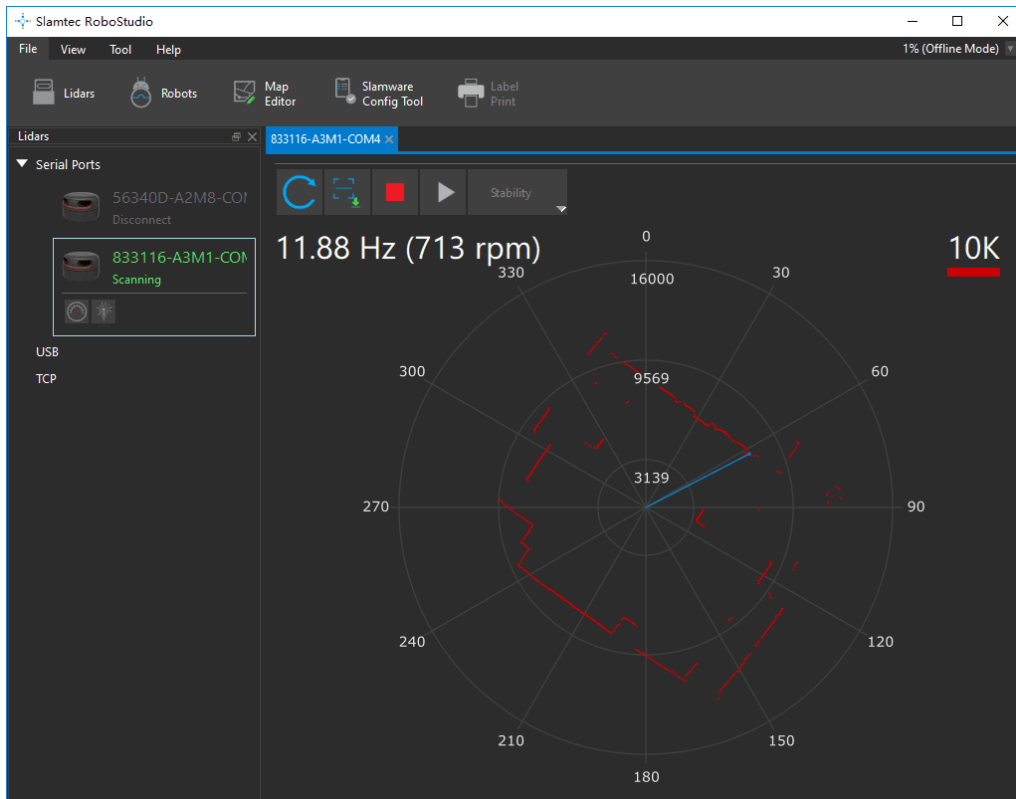 Slamtec RoboStudio
File View Tool Help 1% (Offline Mode)
Lidars Robots Map Editor Slamware Config Tool Label Print
Lidars
833116-A3M1-COM4
Serial Ports
56340D-A2M8-CO
Disconnect
833116-A3M1-CO
Scanning
USB
TCP
Stability
11.88 Hz (713 rpm)
10K
0
330
30
16000
300
9569
60
3139
270
90
240
120
210
150
180